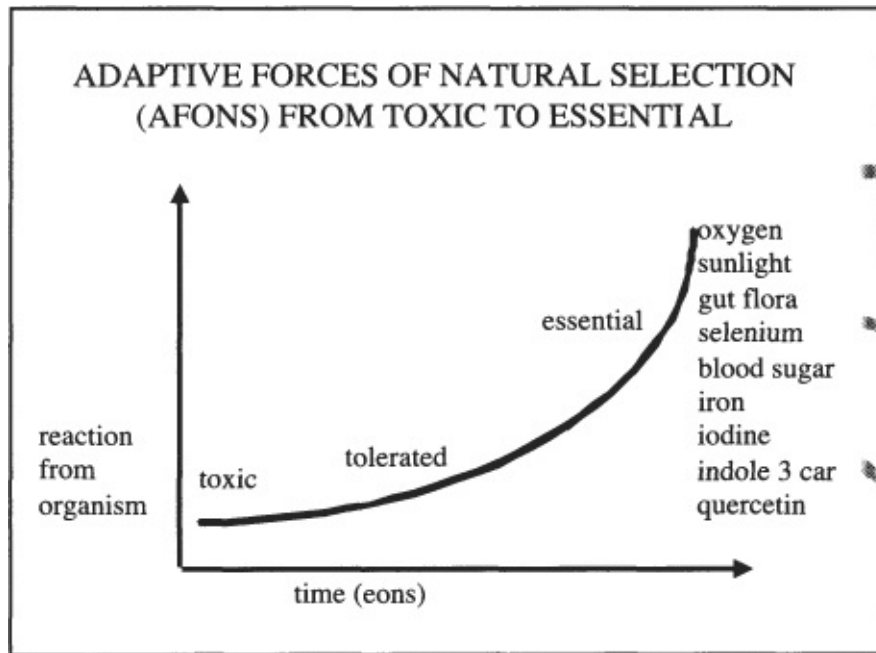 ADAPTIVE FORCES OF NATURAL SELECTION
(AFONS) FROM TOXIC TO ESSENTIAL
oxygen
sunlight
gut flora
essential
selenium
blood sugar
iron
iodine
indole 3 car
quercetin
tolerated
toxic
reaction
from
organism
time (eons)